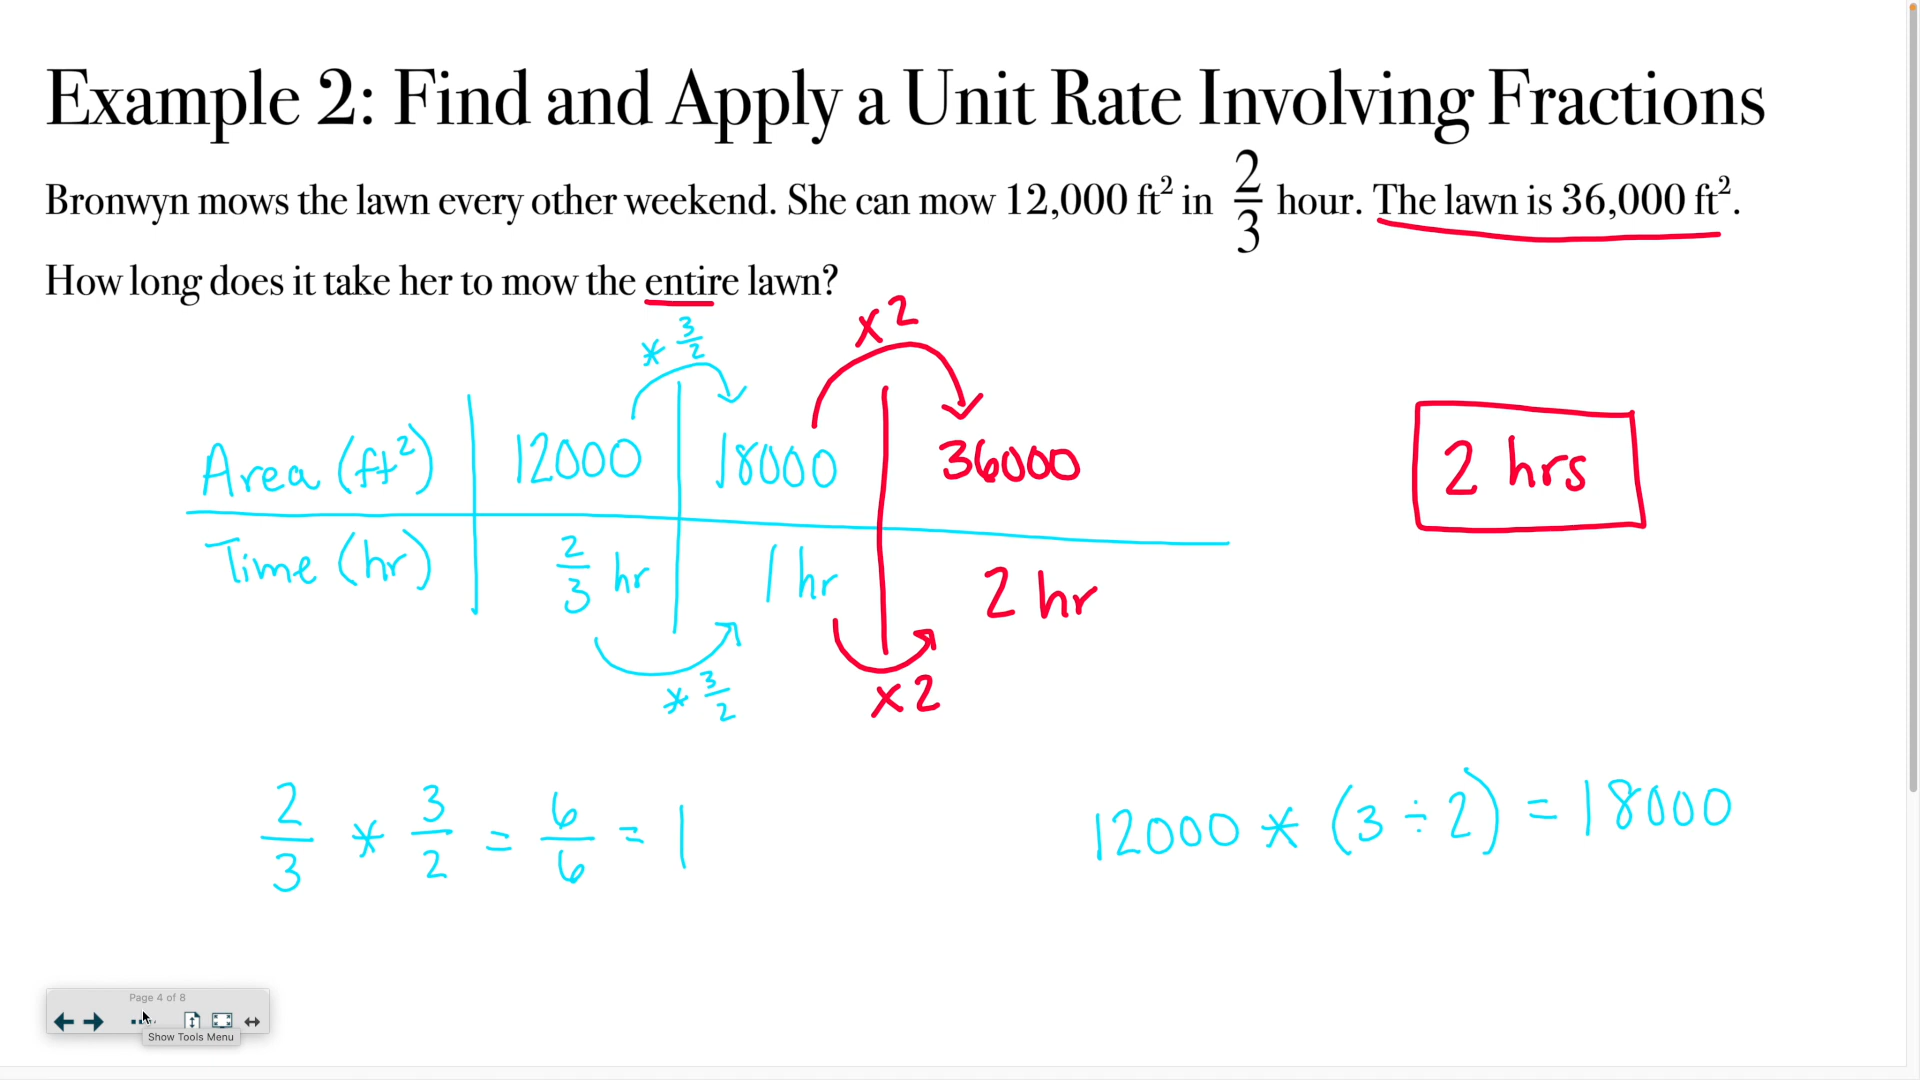 Example 2: Find and Apply a Unit Rate Involving Fractions
Bronwyn mows the lawn every other weekend. She can mow 12,000 ft² in 2/3 hour. The lawn is 36,000 ft².
How long does it take her to mow the entire lawn?
* 3/2
x2
Area (ft²) 12000 18000 36000
2 hrs
Time (hr) 2/3 hr 1 hr 2 hr
* 3/2
x2
2/3 * 3/2 = 6/6 = 1
12000 * (3 ÷ 2) = 18000
Page 4 of 8
Show Tools Menu